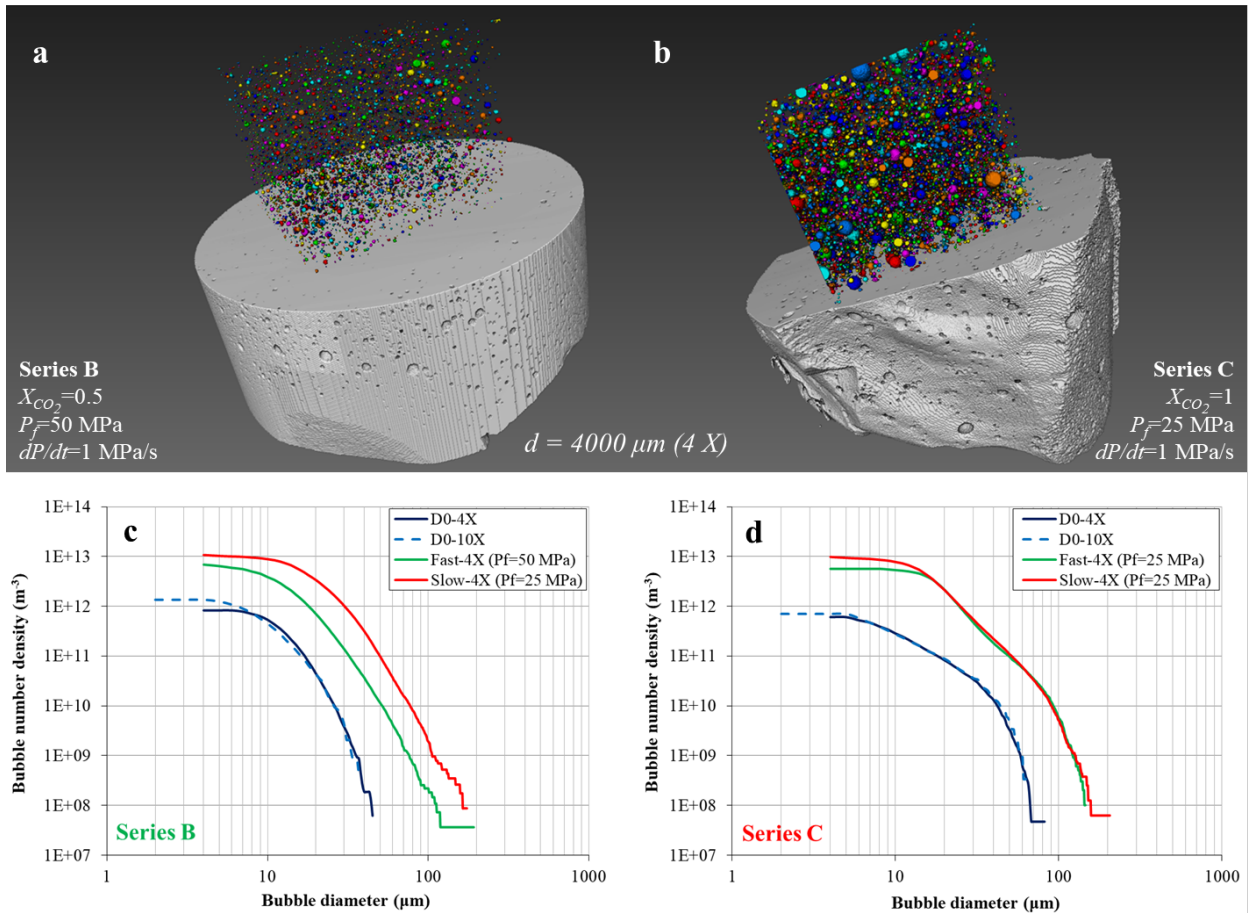 a
b
Series B
X_CO2=0.5
P_f=50 MPa
dP/dt=1 MPa/s
d = 4000 μm (4 X)
Series C
X_CO2=1
P_f=25 MPa
dP/dt=1 MPa/s
c
1E+14
1E+13
1E+12
1E+11
1E+10
1E+09
1E+08
1E+07
Bubble number density (m⁻³)
D0-4X
D0-10X
Fast-4X (Pf=50 MPa)
Slow-4X (Pf=25 MPa)
Series B
1
10
100
1000
Bubble diameter (μm)
d
1E+14
1E+13
1E+12
1E+11
1E+10
1E+09
1E+08
1E+07
Bubble number density (m⁻³)
D0-4X
D0-10X
Fast-4X (Pf=25 MPa)
Slow-4X (Pf=25 MPa)
Series C
1
10
100
1000
Bubble diameter (μm)